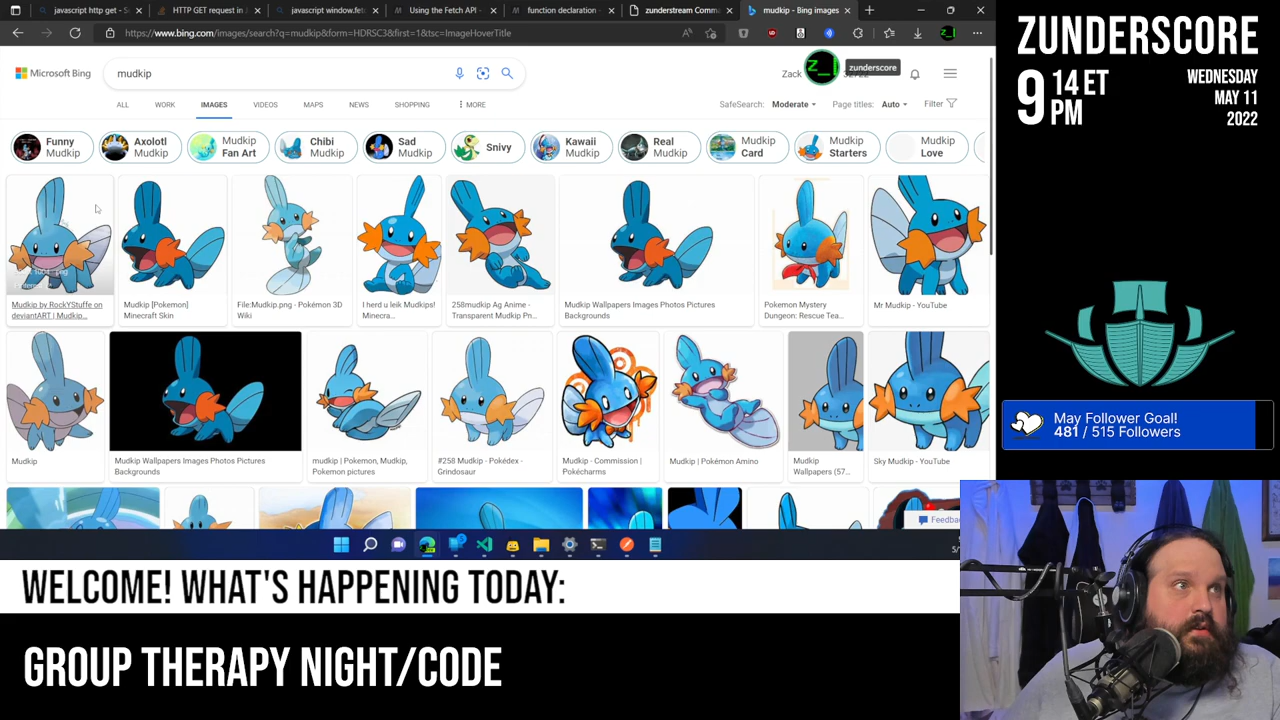 javascript http get - S
HTTP GET request in J
javascript window.fet
Using the Fetch API -
function declaration -
zunderstream Comma
mudkip - Bing images
https://www.bing.com/images/search?q=mudkip&form=HDRSC3&first=1&tsc=ImageHoverTitle
Microsoft Bing
mudkip
Zack
zunderscore
ALL
WORK
IMAGES
VIDEOS
MAPS
NEWS
SHOPPING
MORE
SafeSearch: Moderate
Page titles: Auto
Filter
Funny
Mudkip
Axolotl
Mudkip
Mudkip
Fan Art
Chibi
Mudkip
Sad
Mudkip
Snivy
Kawaii
Mudkip
Real
Mudkip
Mudkip
Card
Mudkip
Starters
Mudkip
Love
Mudkip by RockYStuffe on
deviantART | Mudkip...
Mudkip [Pokemon]
Minecraft Skin
File:Mudkip.png - Pokémon 3D
Wiki
I herd u leik Mudkips!
Minecra...
258mudkip Ag Anime -
Transparent Mudkip Pn...
Mudkip Wallpapers Images Photos Pictures
Backgrounds
Pokemon Mystery
Dungeon: Rescue Tea...
Mr Mudkip - YouTube
Mudkip
Mudkip Wallpapers Images Photos Pictures
Backgrounds
mudkip | Pokemon, Mudkip,
Pokemon pictures
#258 Mudkip - Pokédex -
Grindosaur
Mudkip - Commission |
Pokécharms
Mudkip | Pokémon Amino
Mudkip
Wallpapers (57...
Sky Mudkip - YouTube
Feedba
ZUNDERSCORE
9 14 ET
PM
WEDNESDAY
MAY 11
2022
May Follower Goal!
481 / 515 Followers
WELCOME! WHAT'S HAPPENING TODAY:
GROUP THERAPY NIGHT/CODE